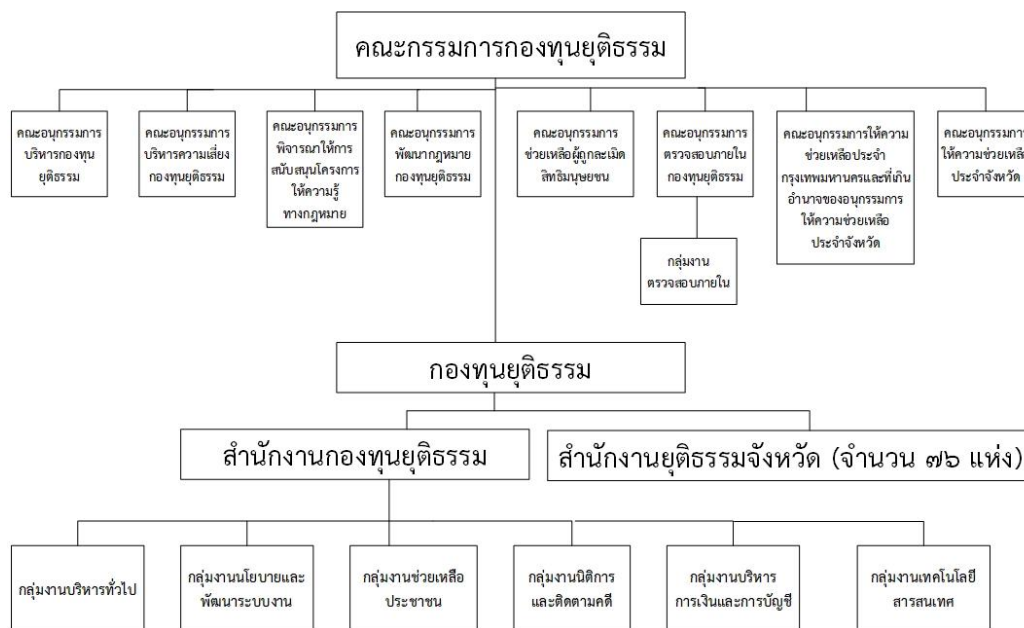 คณะกรรมการกองทุนยุติธรรม
คณะอนุกรรมการ
บริหารกองทุน
ยุติธรรม
คณะอนุกรรมการ
บริหารความเสี่ยง
กองทุนยุติธรรม
คณะอนุกรรมการ
พิจารณาให้การ
สนับสนุนโครงการ
ให้ความรู้
ทางกฎหมาย
คณะอนุกรรมการ
พัฒนากฎหมาย
กองทุนยุติธรรม
คณะอนุกรรมการ
ช่วยเหลือผู้ถูกละเมิด
สิทธิมนุษยชน
คณะอนุกรรมการ
ตรวจสอบภายใน
กองทุนยุติธรรม
คณะอนุกรรมการให้ความ
ช่วยเหลือประจำ
กรุงเทพมหานครและที่เกิน
อำนาจของอนุกรรมการ
ให้ความช่วยเหลือ
ประจำจังหวัด
คณะอนุกรรมการ
ให้ความช่วยเหลือ
ประจำจังหวัด
กลุ่มงาน
ตรวจสอบภายใน
กองทุนยุติธรรม
สำนักงานกองทุนยุติธรรม
สำนักงานยุติธรรมจังหวัด (จำนวน ๗๖ แห่ง)
กลุ่มงานบริหารทั่วไป
กลุ่มงานนโยบายและ
พัฒนาระบบงาน
กลุ่มงานช่วยเหลือ
ประชาชน
กลุ่มงานนิติการ
และติดตามคดี
กลุ่มงานบริหาร
การเงินและการบัญชี
กลุ่มงานเทคโนโลยี
สารสนเทศ